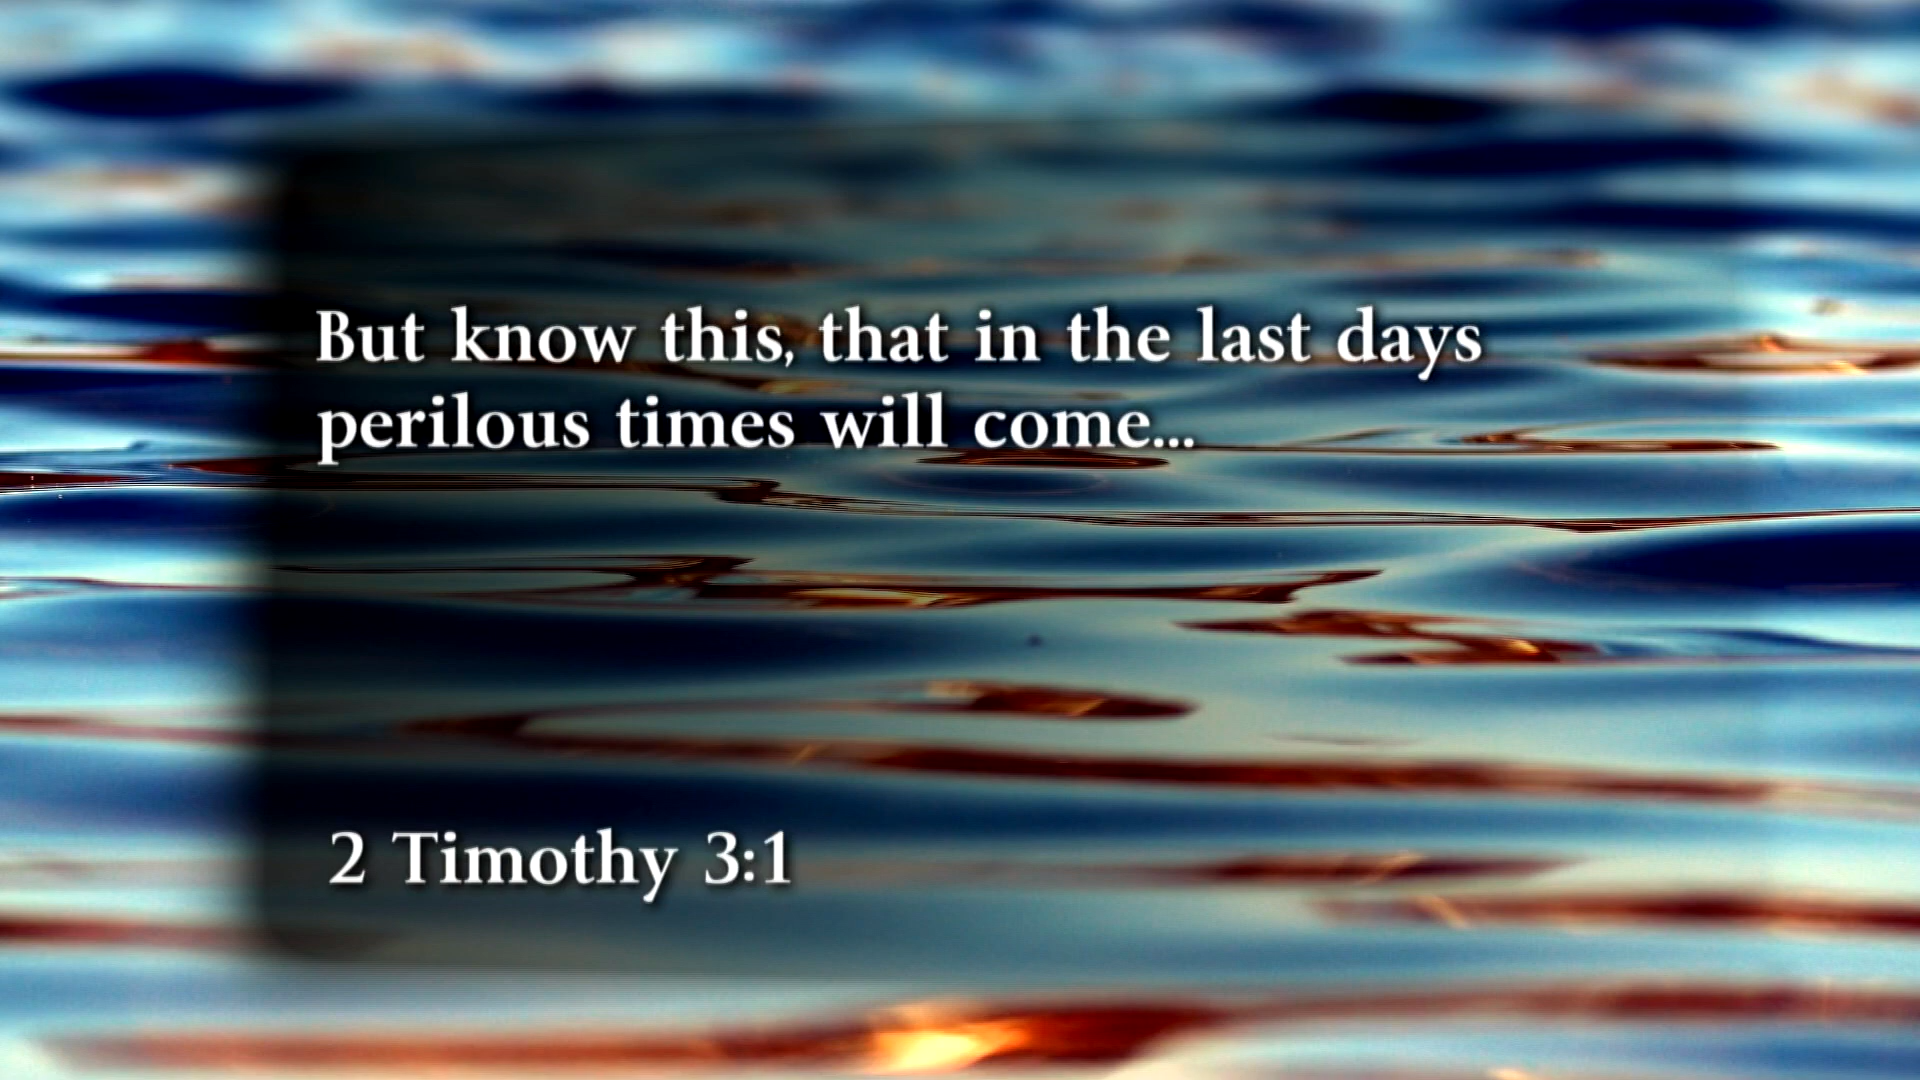 But know this, that in the last days
perilous times will come...
2 Timothy 3:1